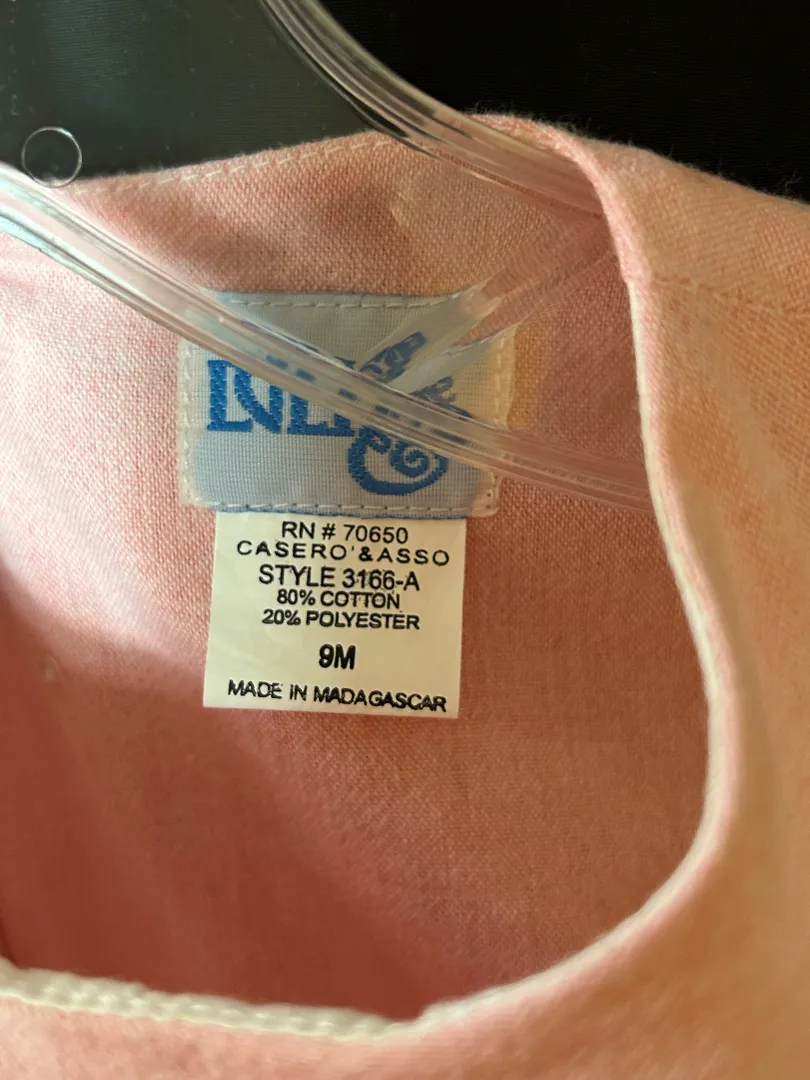 RN # 70650
CASERO'&ASSO
STYLE 3166-A
80% COTTON
20% POLYESTER
9M
MADE IN MADAGASCAR